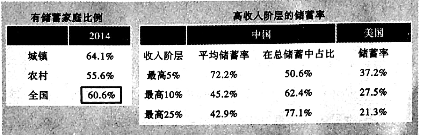 有储蓄家庭比例
2014
城镇 64.1%
农村 55.6%
全国 60.6%
高收入阶层的储蓄率
中国 美国
收入阶层 平均储蓄率 在总储蓄中占比 储蓄率
最高5% 72.2% 50.6% 37.2%
最高10% 45.2% 62.4% 27.5%
最高25% 42.9% 77.1% 21.3%